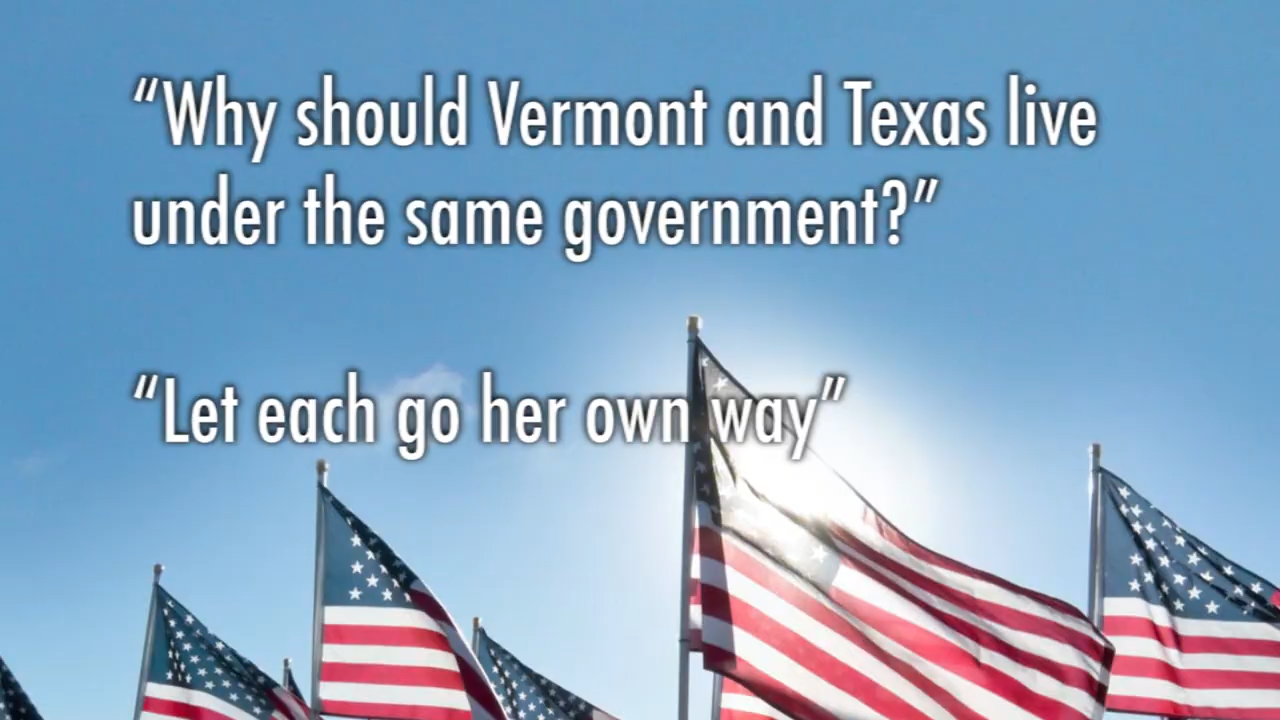 “Why should Vermont and Texas live
under the same government?”
“Let each go her own way”